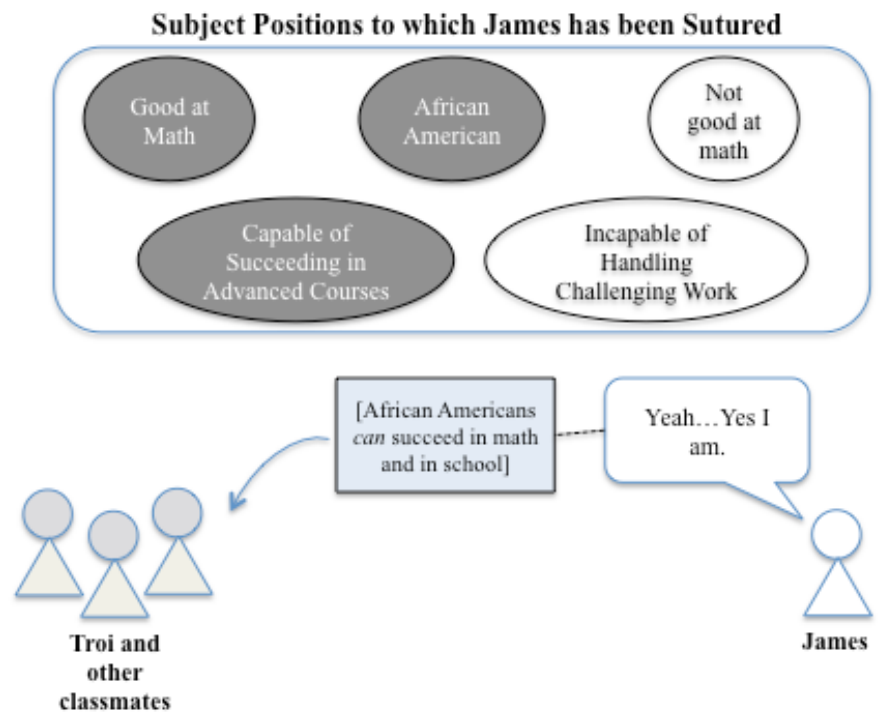 Subject Positions to which James has been Sutured
Good at
Math
African
American
Not
good at
math
Capable of
Succeeding in
Advanced Courses
Incapable of
Handling
Challenging Work
[African Americans
can succeed in math
and in school]
Yeah…Yes I
am.
Troi and
other
classmates
James